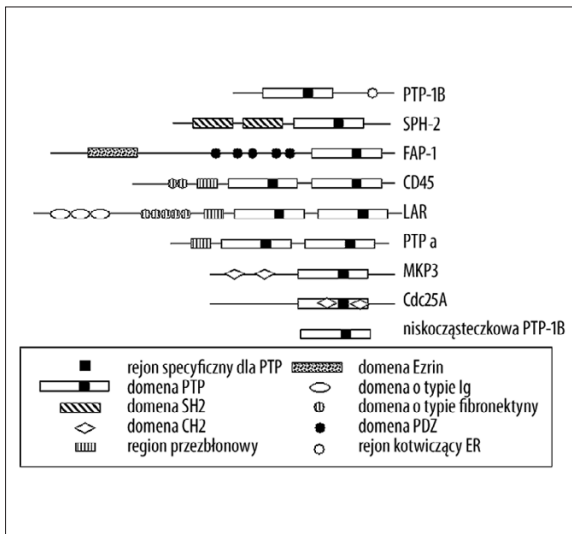 PTP-1B
SPH-2
FAP-1
CD45
LAR
PTP a
MKP3
Cdc25A
niskocząsteczkowa PTP-1B
rejon specyficzny dla PTP
domena PTP
domena SH2
domena CH2
region przezbłonowy
domena Ezrin
domena o typie Ig
domena o typie fibronektyny
domena PDZ
rejon kotwiczący ER